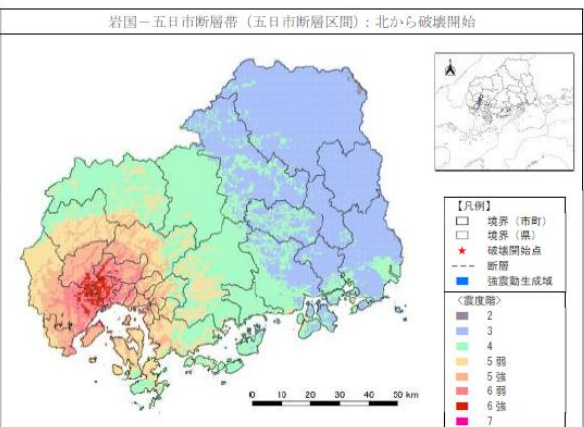 岩国－五日市断層帯（五日市断層区間）：北から破壊開始
【凡例】
境界（市町）
境界（県）
破壊開始点
断層
強震動生成域
＜震度階＞
2
3
4
5 弱
5 強
6 弱
6 強
7
0 10 20 30 40 50 km